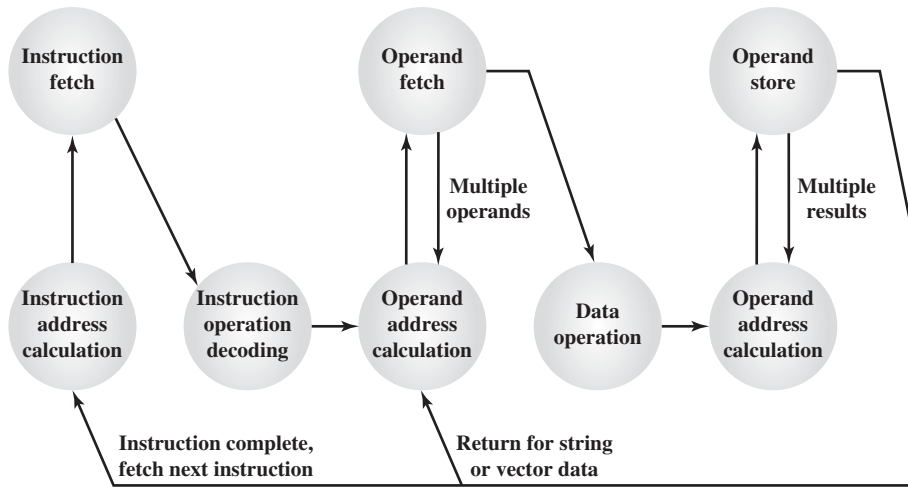 Instruction
fetch
Operand
fetch
Operand
store
Multiple
operands
Multiple
results
Instruction
address
calculation
Instruction
operation
decoding
Operand
address
calculation
Data
operation
Operand
address
calculation
Instruction complete,
fetch next instruction
Return for string
or vector data